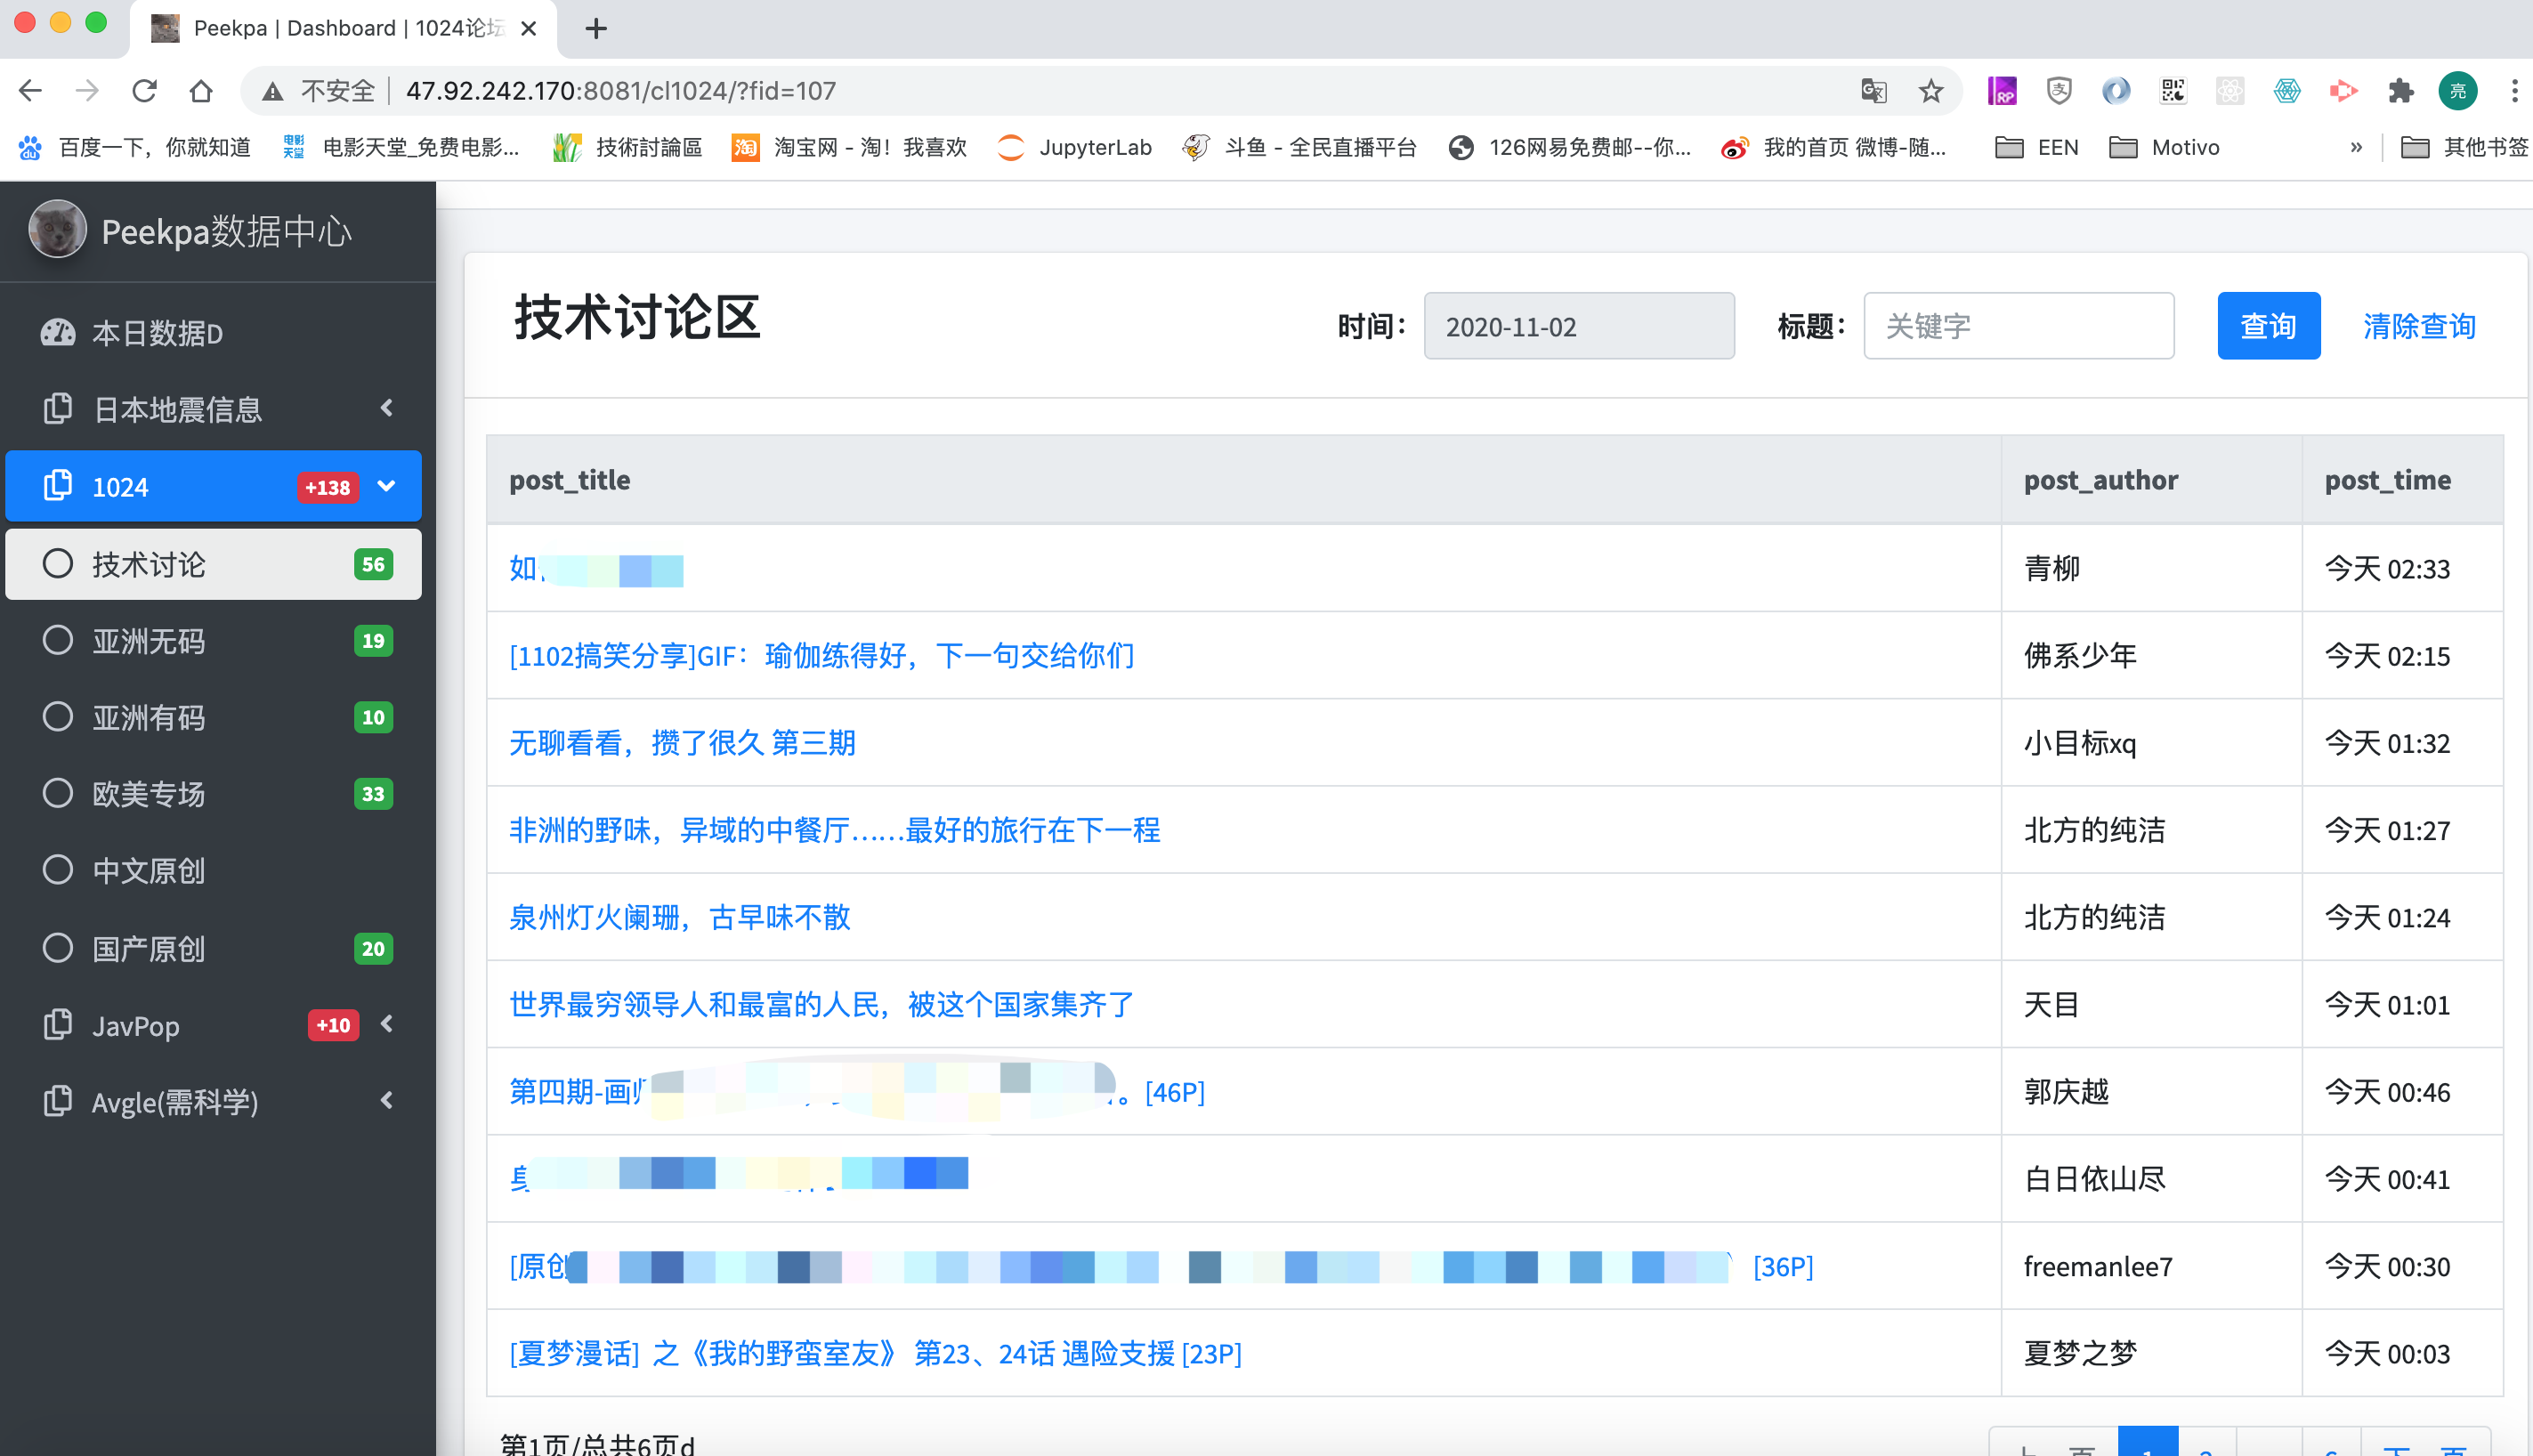 Peekpa | Dashboard | 1024论坛
不安全 47.92.242.170:8081/cl1024/?fid=107
百度一下，你就知道 电影天堂 电影天堂_免费电影... 技術討論區 淘 淘宝网 - 淘！我喜欢 JupyterLab 斗鱼 - 全民直播平台 126网易免费邮--你... 我的首页 微博-随... EEN Motivo » 其他书签
Peekpa数据中心
本日数据D
日本地震信息
1024 +138
技术讨论 56
亚洲无码 19
亚洲有码 10
欧美专场 33
中文原创
国产原创 20
JavPop +10
Avgle(需科学)
技术讨论区 时间： 2020-11-02 标题： 关键字 查询 清除查询
post_title post_author post_time
如 青柳 今天 02:33
[1102搞笑分享]GIF：瑜伽练得好，下一句交给你们 佛系少年 今天 02:15
无聊看看，攒了很久 第三期 小目标xq 今天 01:32
非洲的野味，异域的中餐厅……最好的旅行在下一程 北方的纯洁 今天 01:27
泉州灯火阑珊，古早味不散 北方的纯洁 今天 01:24
世界最穷领导人和最富的人民，被这个国家集齐了 天目 今天 01:01
第四期-画 。[46P] 郭庆越 今天 00:46
白日依山尽 今天 00:41
[原创 [36P] freemanlee7 今天 00:30
[夏梦漫话] 之《我的野蛮室友》 第23、24话 遇险支援 [23P] 夏梦之梦 今天 00:03
第1页/总共6页d 上一页 1 2 6 下一页